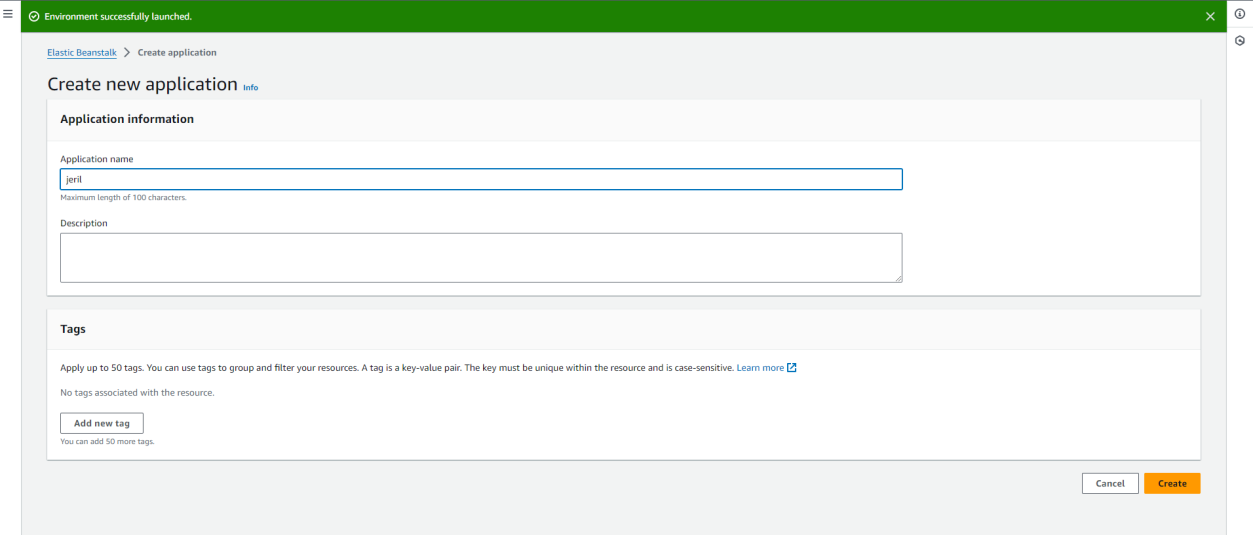 Environment successfully launched.
Elastic Beanstalk > Create application
Create new application Info
Application information
Application name
jeril
Maximum length of 100 characters.
Description
Tags
Apply up to 50 tags. You can use tags to group and filter your resources. A tag is a key-value pair. The key must be unique within the resource and is case-sensitive. Learn more
No tags associated with the resource.
Add new tag
You can add 50 more tags.
Cancel Create